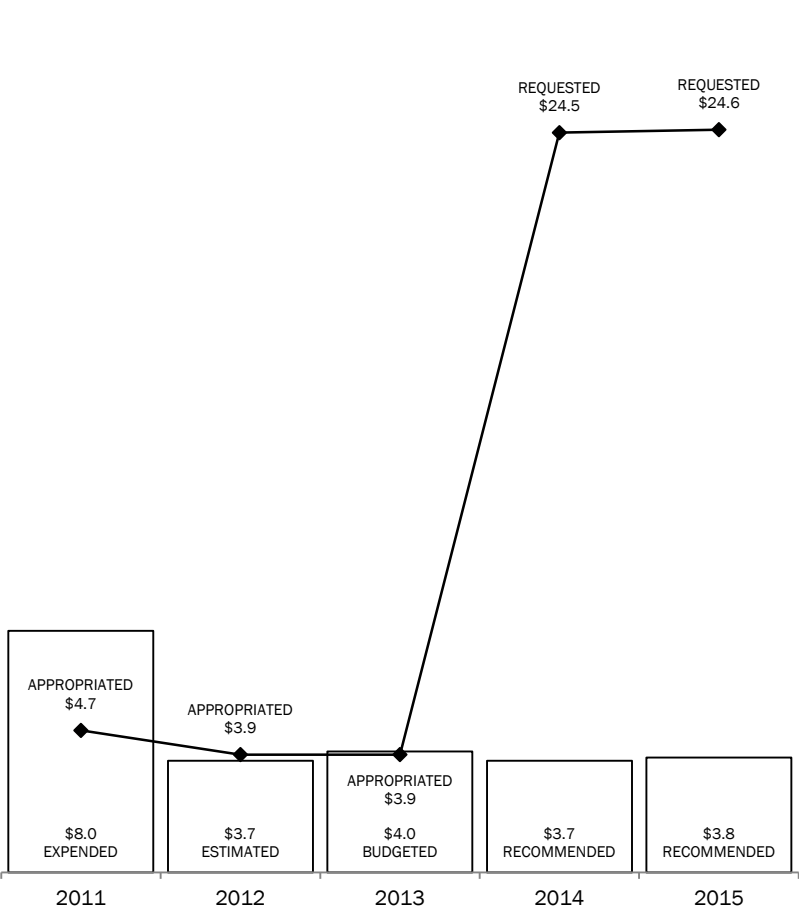 REQUESTED
$24.5
REQUESTED
$24.6
APPROPRIATED
$4.7
APPROPRIATED
$3.9
APPROPRIATED
$3.9
$8.0
EXPENDED
$3.7
ESTIMATED
$4.0
BUDGETED
$3.7
RECOMMENDED
$3.8
RECOMMENDED
2011
2012
2013
2014
2015